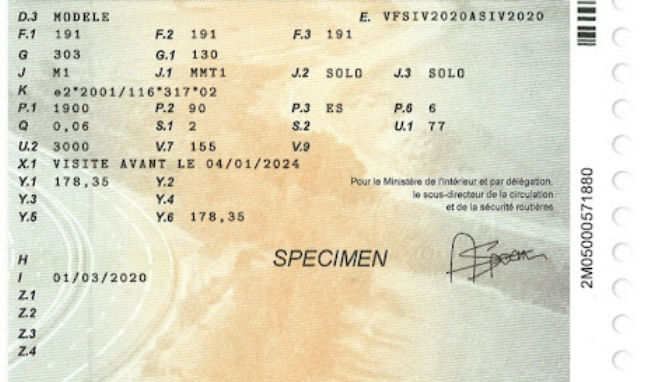 D.3 MODELE E. VFSIV2020ASIV2020
F.1 191 F.2 191 F.3 191
G 303 G.1 130
J M1 J.1 MMT1 J.2 SOLO J.3 SOLO
K e2*2001/116*317*02
P.1 1900 P.2 90 P.3 ES P.6 6
Q 0,06 S.1 2 S.2 U.1 77
U.2 3000 V.7 155 V.9
X.1 VISITE AVANT LE 04/01/2024
Y.1 178,35 Y.2
Y.3 Y.4
Y.5 Y.6 178,35
Pour le Ministère de l'intérieur et par délégation,
le sous-directeur de la circulation
et de la sécurité routières
H
SPECIMEN
I 01/03/2020
Z.1
Z.2
Z.3
Z.4
2M05000571880